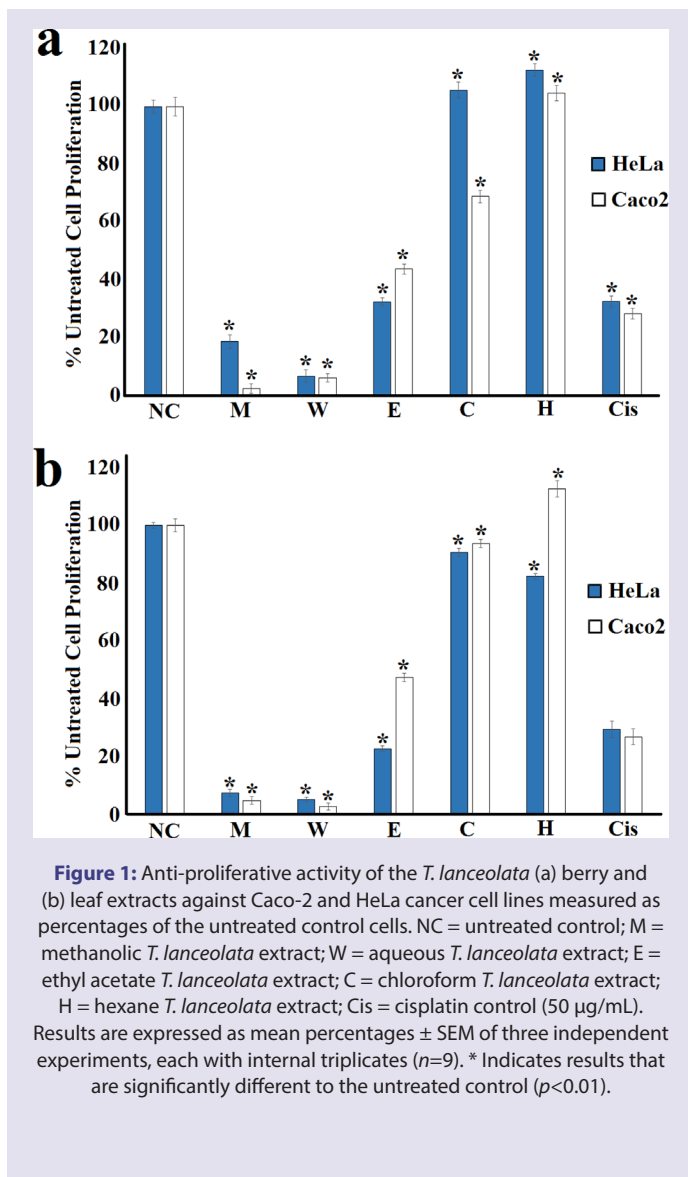 a
120
100
80
60
40
20
0
% Untreated Cell Proliferation
* * * * * * * * * * * *
HeLa
Caco2
NC M W E C H Cis
b
120
100
80
60
40
20
0
% Untreated Cell Proliferation
* * * * * * * * * *
HeLa
Caco2
NC M W E C H Cis
Figure 1: Anti-proliferative activity of the T. lanceolata (a) berry and
(b) leaf extracts against Caco-2 and HeLa cancer cell lines measured as
percentages of the untreated control cells. NC = untreated control; M =
methanolic T. lanceolata extract; W = aqueous T. lanceolata extract; E =
ethyl acetate T. lanceolata extract; C = chloroform T. lanceolata extract;
H = hexane T. lanceolata extract; Cis = cisplatin control (50 μg/mL).
Results are expressed as mean percentages ± SEM of three independent
experiments, each with internal triplicates (n=9). * Indicates results that
are significantly different to the untreated control (p<0.01).